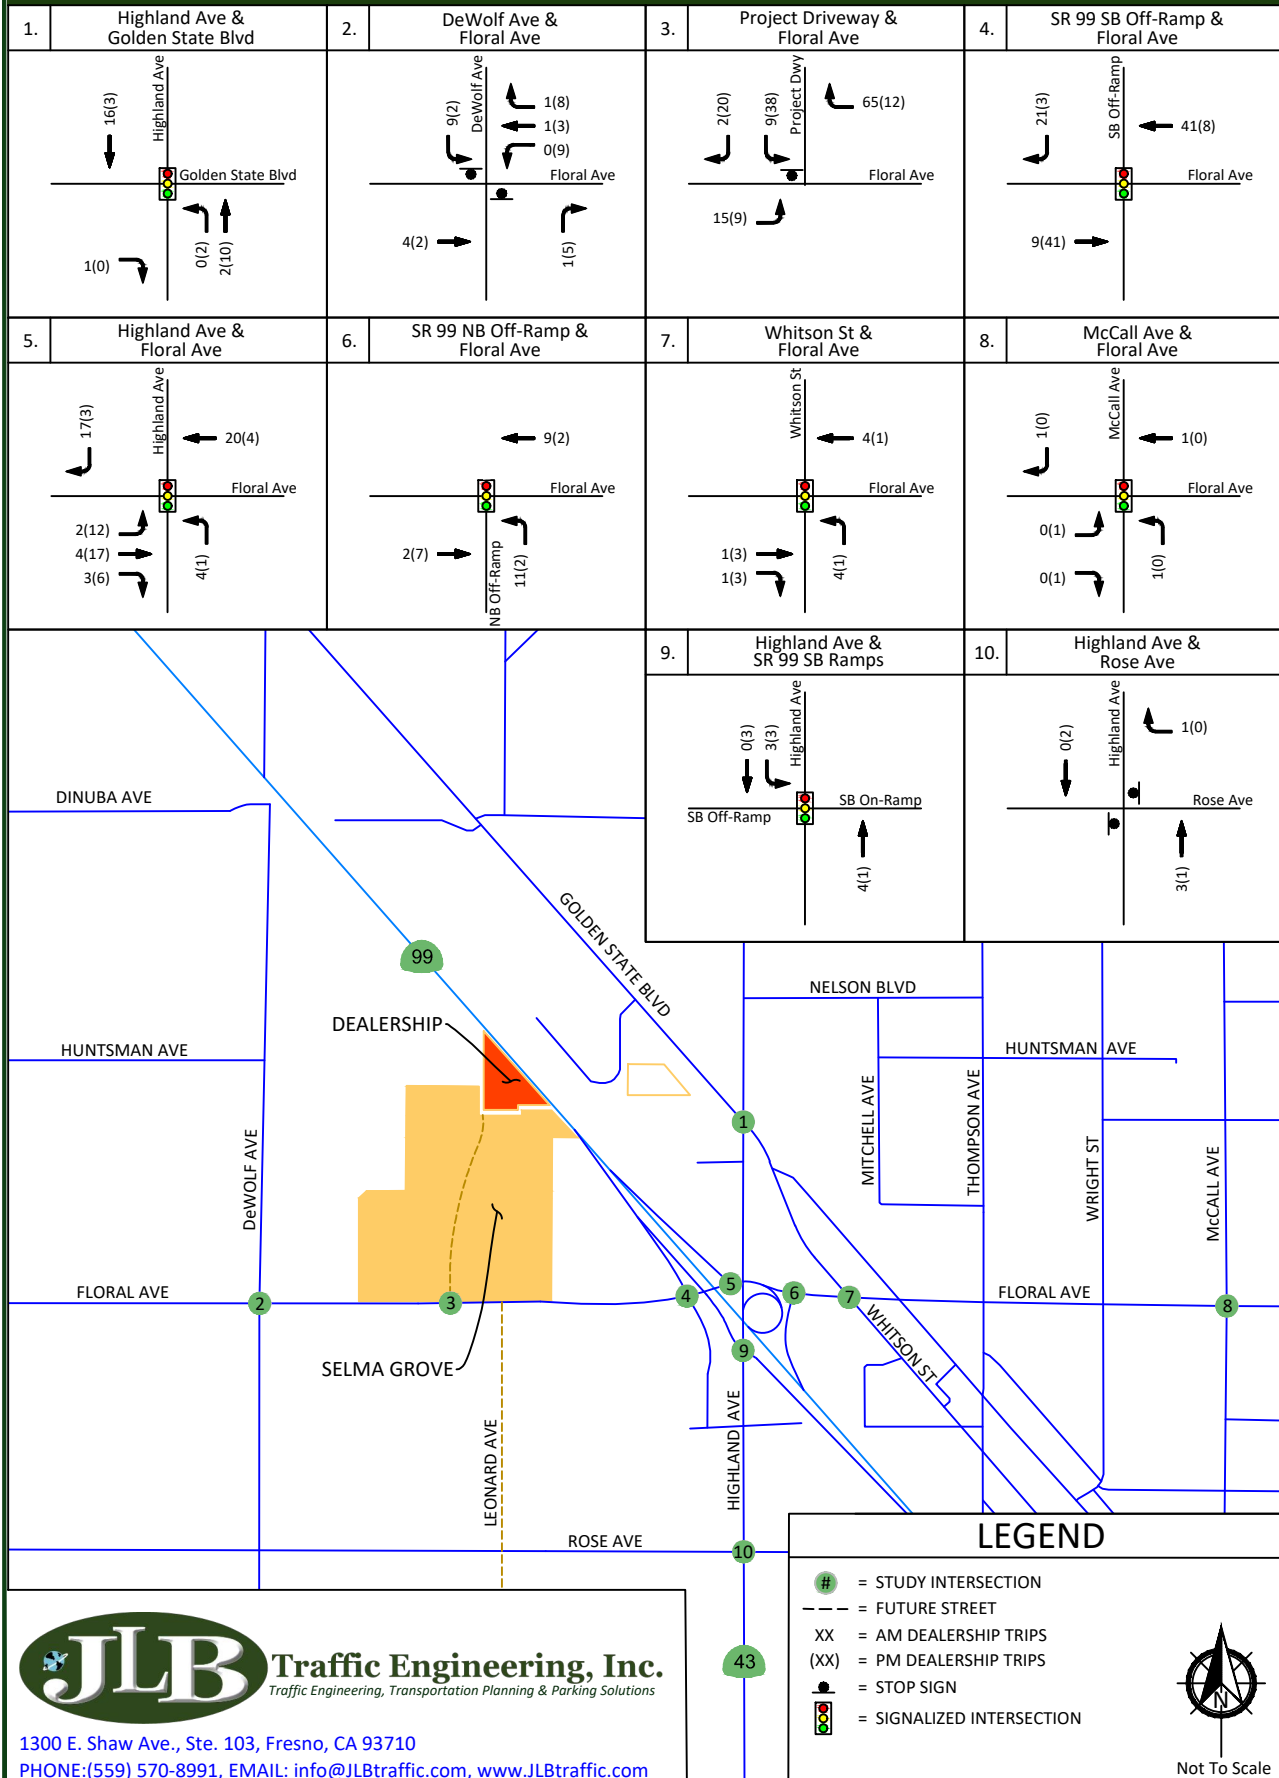 1.
Highland Ave &
Golden State Blvd
16(3)
Highland Ave
Golden State Blvd
1(0)
0(2)
2(10)
2.
DeWolf Ave &
Floral Ave
9(2)
DeWolf Ave
1(8)
1(3)
0(9)
Floral Ave
4(2)
1(5)
3.
Project Driveway &
Floral Ave
2(20)
9(38)
Project Dwy
65(12)
Floral Ave
15(9)
4.
SR 99 SB Off-Ramp &
Floral Ave
21(3)
SB Off-Ramp
41(8)
Floral Ave
9(41)
5.
Highland Ave &
Floral Ave
17(3)
Highland Ave
20(4)
Floral Ave
2(12)
4(17)
3(6)
4(1)
6.
SR 99 NB Off-Ramp &
Floral Ave
9(2)
Floral Ave
2(7)
NB Off-Ramp
11(2)
7.
Whitson St &
Floral Ave
Whitson St
4(1)
Floral Ave
1(3)
1(3)
4(1)
8.
McCall Ave &
Floral Ave
1(0)
McCall Ave
1(0)
Floral Ave
0(1)
0(1)
1(0)
9.
Highland Ave &
SR 99 SB Ramps
0(3)
3(3)
Highland Ave
SB On-Ramp
SB Off-Ramp
4(1)
10.
Highland Ave &
Rose Ave
0(2)
Highland Ave
1(0)
Rose Ave
3(1)
DINUBA AVE
GOLDEN STATE BLVD
99
NELSON BLVD
DEALERSHIP
HUNTSMAN AVE
HUNTSMAN AVE
MITCHELL AVE
THOMPSON AVE
WRIGHT ST
McCALL AVE
DeWOLF AVE
1
FLORAL AVE
2
3
4
5
6
7
FLORAL AVE
8
WHITSON ST
SELMA GROVE
9
HIGHLAND AVE
LEONARD AVE
ROSE AVE
10
43
LEGEND
# = STUDY INTERSECTION
= FUTURE STREET
XX = AM DEALERSHIP TRIPS
(XX) = PM DEALERSHIP TRIPS
= STOP SIGN
= SIGNALIZED INTERSECTION
N
Not To Scale
JLB Traffic Engineering, Inc.
Traffic Engineering, Transportation Planning & Parking Solutions
1300 E. Shaw Ave., Ste. 103, Fresno, CA 93710
PHONE:(559) 570-8991, EMAIL: info@JLBtraffic.com, www.JLBtraffic.com